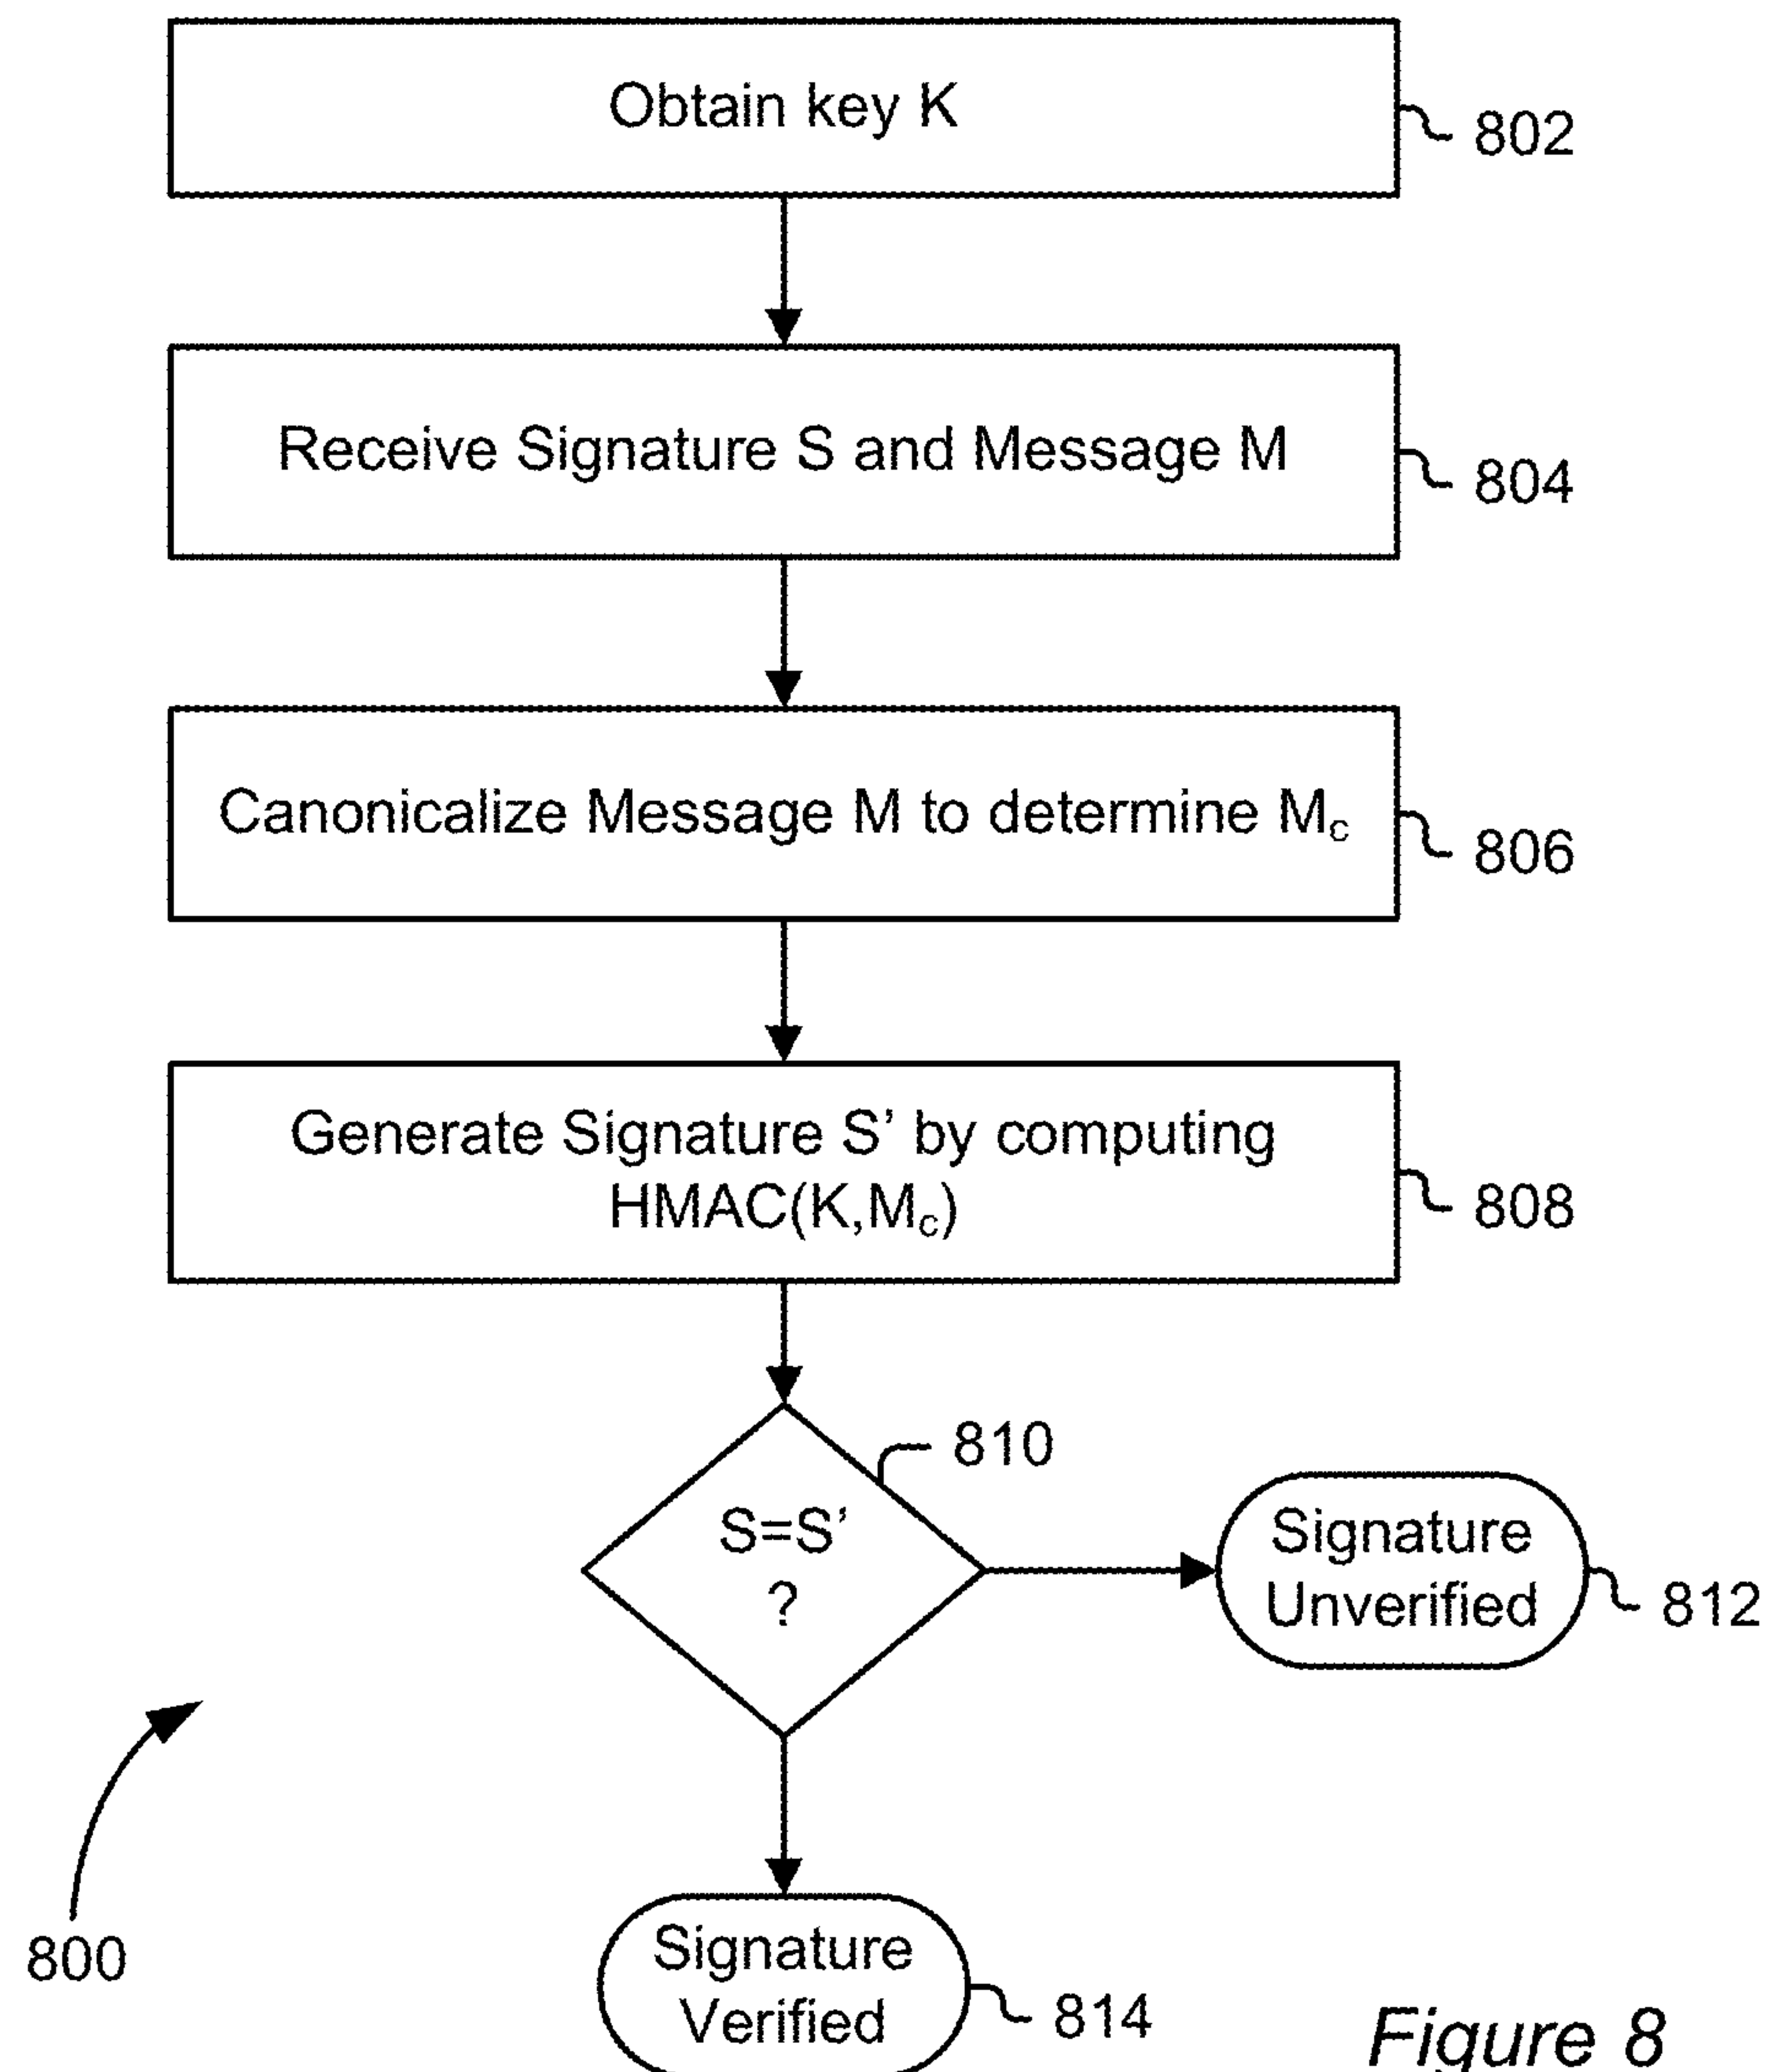 Obtain key K
802
Receive Signature S and Message M
804
Canonicalize Message M to determine Mc
806
Generate Signature S’ by computing
HMAC(K,Mc)
808
810
S=S’
?
Signature
Unverified
812
800
Signature
Verified
814
Figure 8